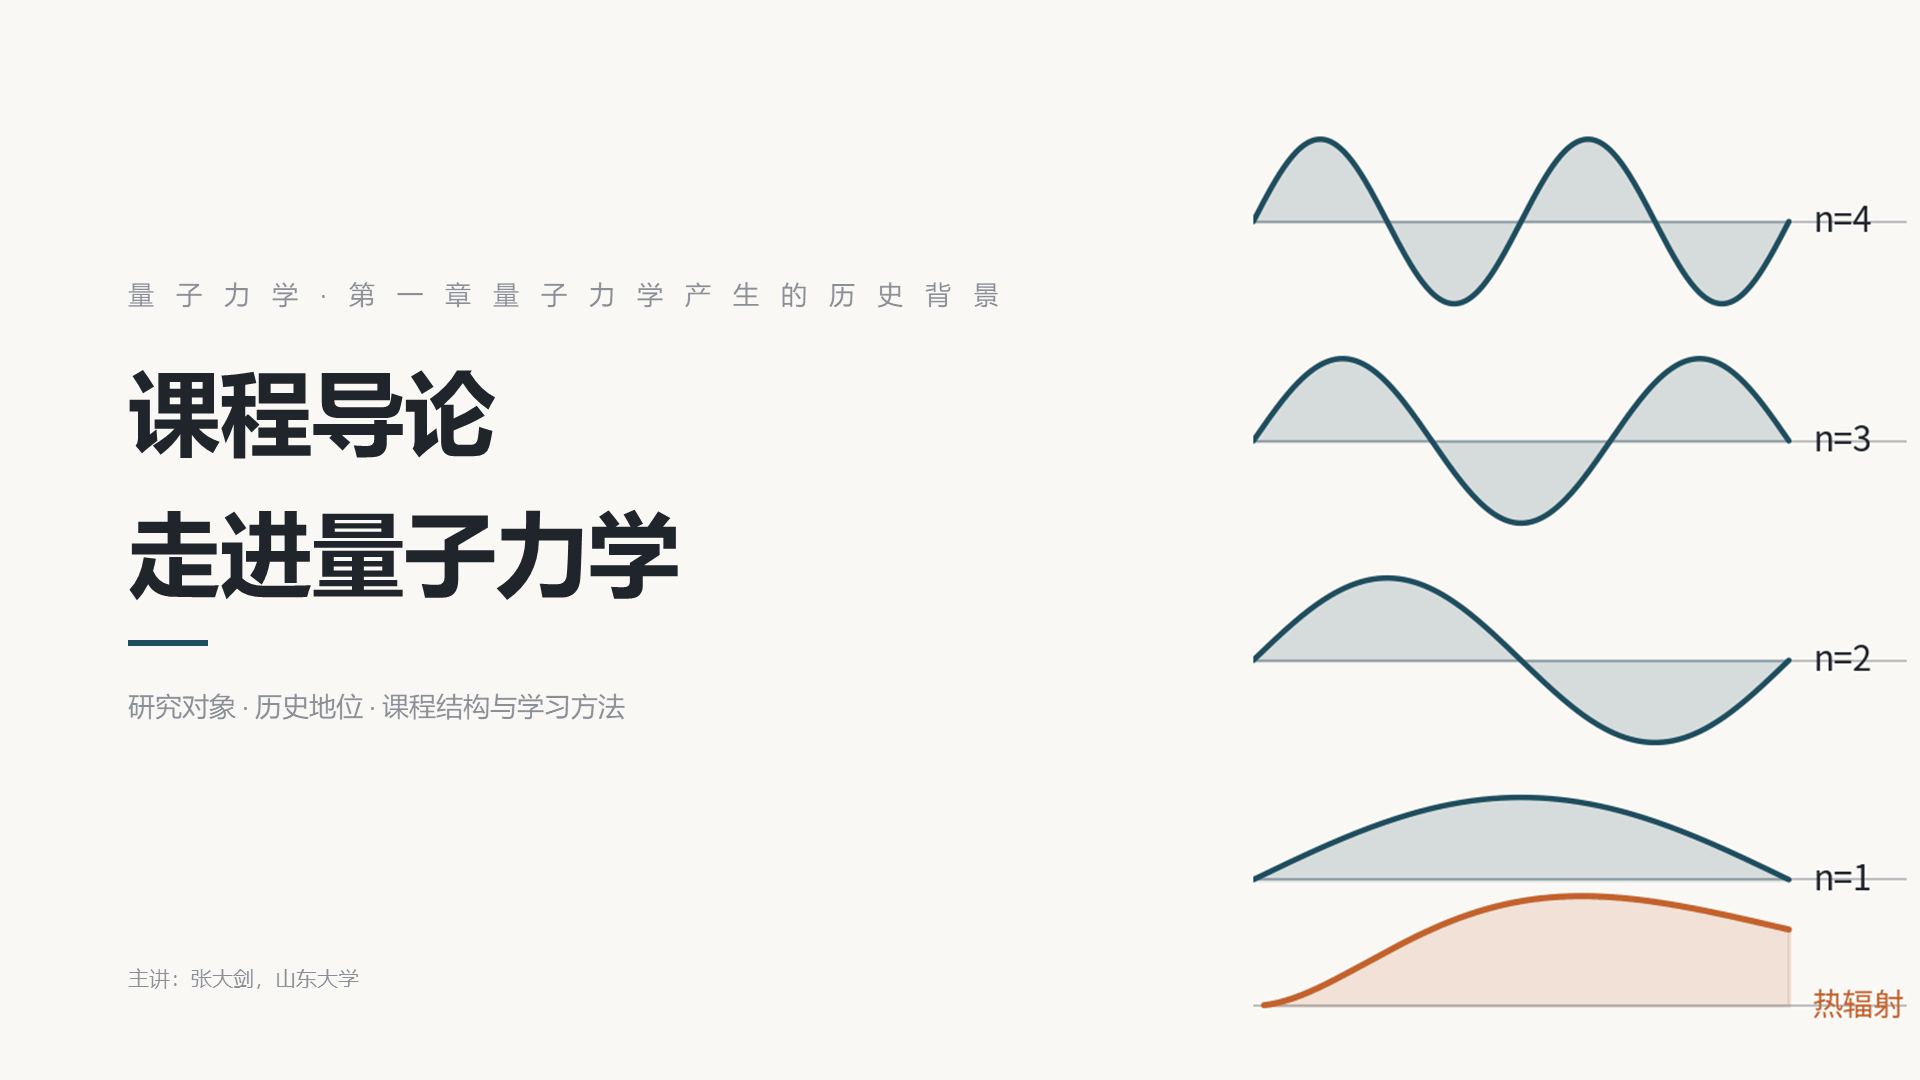 量子力学·第一章量子力学产生的历史背景
课程导论
走进量子力学
研究对象·历史地位·课程结构与学习方法
主讲：张大剑，山东大学
n=4
n=3
n=2
n=1
热辐射